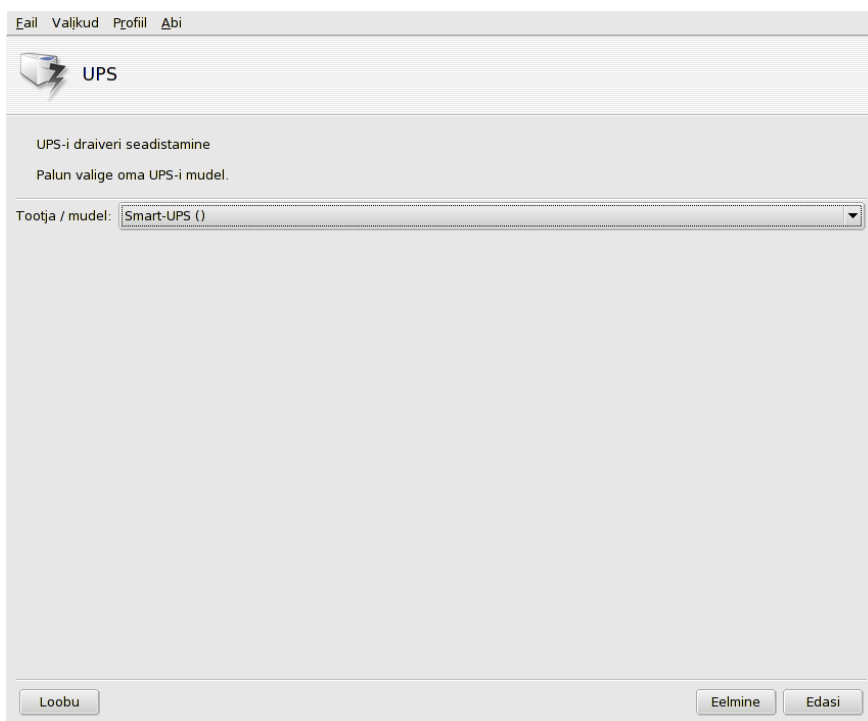 Fail Valikud Profiil Abi
UPS
UPS-i draiveri seadistamine
Palun valige oma UPS-i mudel.
Tootja / mudel: Smart-UPS ()
Loobu Eelmine Edasi